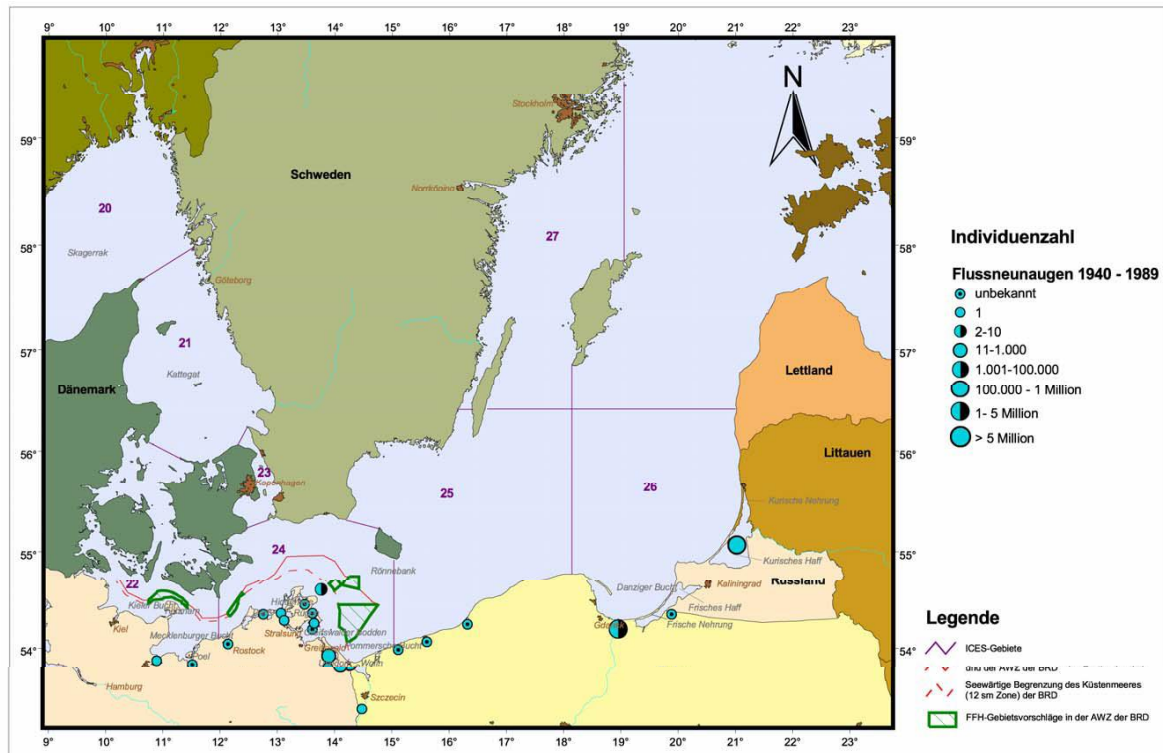 9° 10° 11° 12° 13° 14° 15° 16° 17° 18° 19° 20° 21° 22° 23°
N
Stockholm
59° 59°
Schweden
Norrköping
20
27
58° 58°
Skagerrak
Göteborg
57° 57°
21
Kattegat
Dänemark
Lettland
56° 56°
23
Kopenhagen
Littauen
25
26
Kurische Nehrung
24
55° 55°
Rönnebank
Kurisches Haff
22
Kieler Bucht
Danziger Bucht
Kaliningrad
Russland
Kiel
Stralsund
Frisches Haff
Mecklenburger Bucht
Frische Nehrung
54° 54°
Rostock
Hamburg
Szczecin
9° 10° 11° 12° 13° 14° 15° 16° 17° 18° 19° 20° 21° 22° 23°
Individuenzahl
Flussneunaugen 1940 - 1989
unbekannt
1
2-10
11-1.000
1.001-100.000
100.000 - 1 Million
1- 5 Million
> 5 Million
Legende
ICES-Gebiete
und der AWZ der BRD
Seewärtige Begrenzung des Küstenmeeres
(12 sm Zone) der BRD
FFH-Gebietsvorschläge in der AWZ der BRD